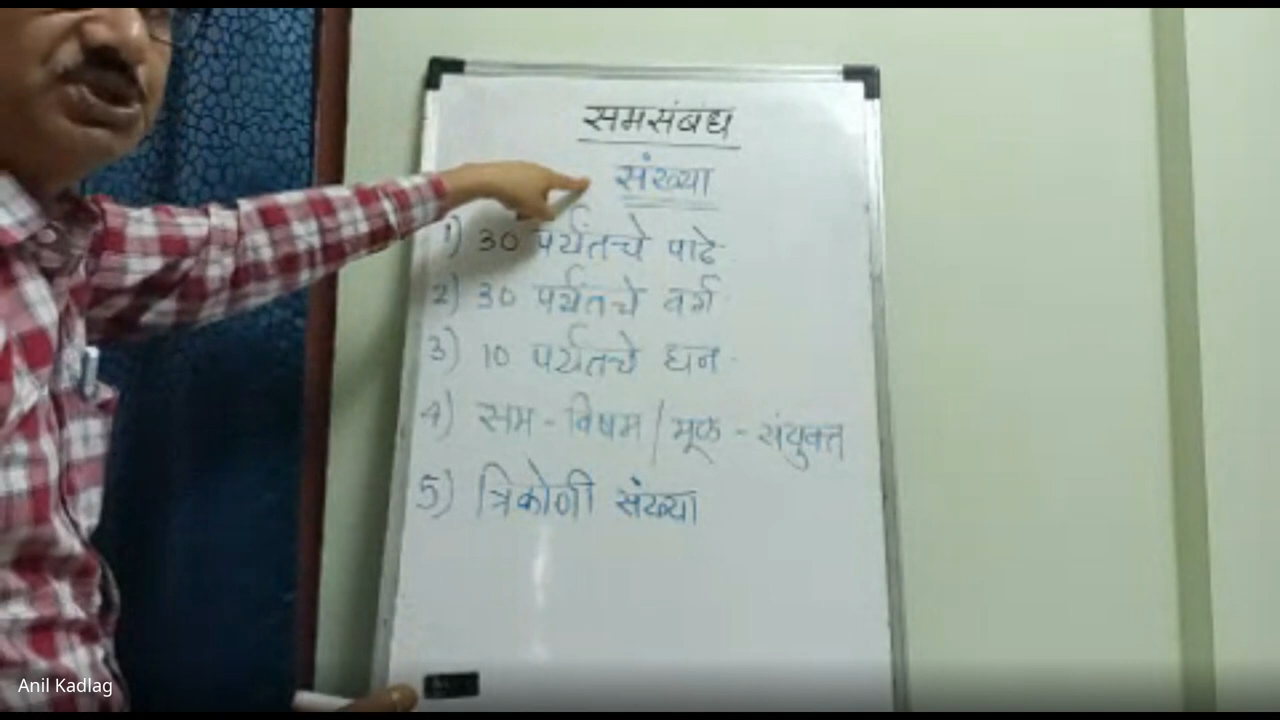 समसंबंध
संख्या
1) 30 पर्यंतचे पाढे
2) 30 पर्यंतचे वर्ग
3) 10 पर्यंतचे घन
4) सम - विषम / मूळ - संयुक्त
5) त्रिकोणी संख्या
Anil Kadlag